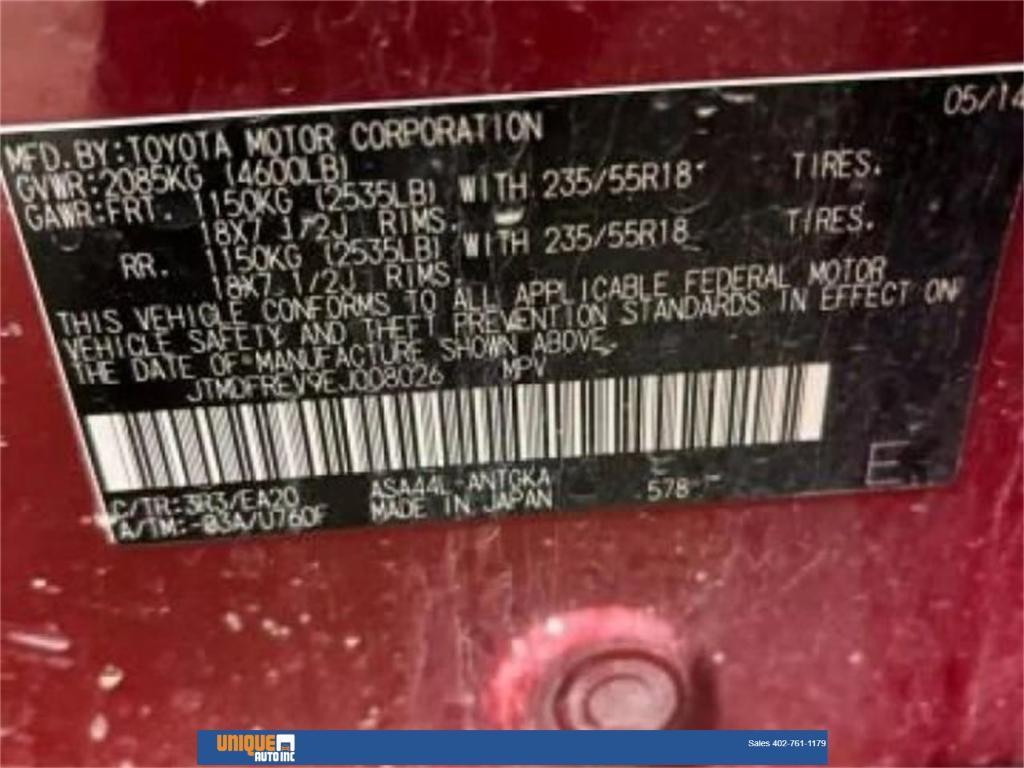 05/14
MFD.BY:TOYOTA MOTOR CORPORATION
GVWR:2085KG (4600LB)
GAWR:FRT. 1150KG (2535LB) WITH 235/55R18 TIRES.
18X7 1/2J RIMS.
RR. 1150KG (2535LB) WITH 235/55R18 TIRES.
18X7 1/2J RIMS.
THIS VEHICLE CONFORMS TO ALL APPLICABLE FEDERAL MOTOR
VEHICLE SAFETY AND THEFT PREVENTION STANDARDS IN EFFECT ON
THE DATE OF MANUFACTURE SHOWN ABOVE.
JTMDFREV9EJ008026 MPV
C/TR:3R3/EA20 ASA44L-ANTGKA 578 E
A/TM:-03A/U760F MADE IN JAPAN
UNIQUE AUTO INC
Sales 402-761-1179